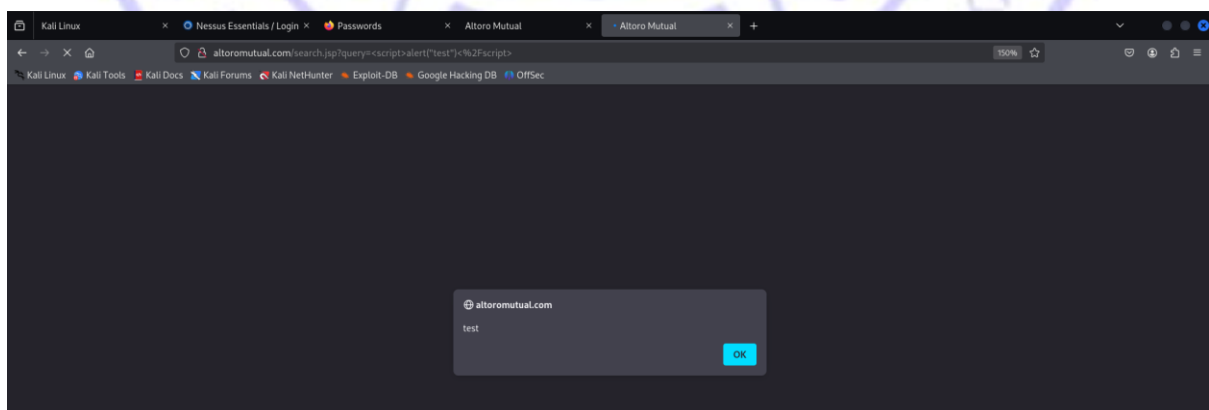 Kali Linux
Nessus Essentials / Login
Passwords
Altoro Mutual
Altoro Mutual
altoromutual.com/search.jsp?query=<script>alert("test")<%2Fscript>
150%
Kali Linux
Kali Tools
Kali Docs
Kali Forums
Kali NetHunter
Exploit-DB
Google Hacking DB
OffSec
altoromutual.com
test
OK